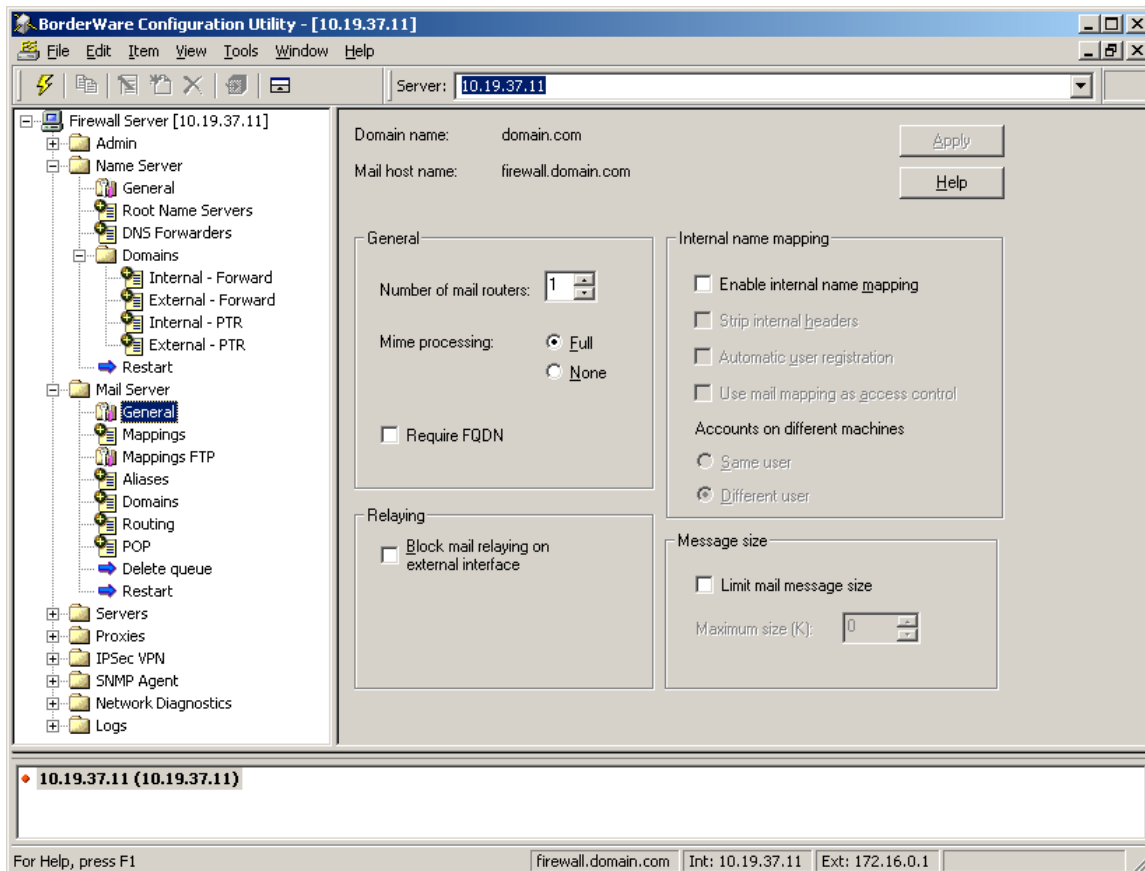 BorderWare Configuration Utility - [10.19.37.11]
File Edit Item View Tools Window Help
Server: 10.19.37.11
Firewall Server [10.19.37.11]
Admin
Name Server
General
Root Name Servers
DNS Forwarders
Domains
Internal - Forward
External - Forward
Internal - PTR
External - PTR
Restart
Mail Server
General
Mappings
Mappings FTP
Aliases
Domains
Routing
POP
Delete queue
Restart
Servers
Proxies
IPSec VPN
SNMP Agent
Network Diagnostics
Logs
Domain name: domain.com
Mail host name: firewall.domain.com
Apply
Help
General
Number of mail routers: 1
Mime processing: Full
None
Require FQDN
Relaying
Block mail relaying on
external interface
Internal name mapping
Enable internal name mapping
Strip internal headers
Automatic user registration
Use mail mapping as access control
Accounts on different machines
Same user
Different user
Message size
Limit mail message size
Maximum size (K): 0
10.19.37.11 (10.19.37.11)
For Help, press F1 firewall.domain.com Int: 10.19.37.11 Ext: 172.16.0.1